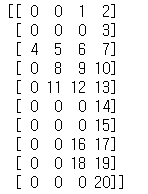 [[ 0 0 1 2]
[ 0 0 0 3]
[ 4 5 6 7]
[ 0 8 9 10]
[ 0 11 12 13]
[ 0 0 0 14]
[ 0 0 0 15]
[ 0 0 16 17]
[ 0 0 18 19]
[ 0 0 0 20]]